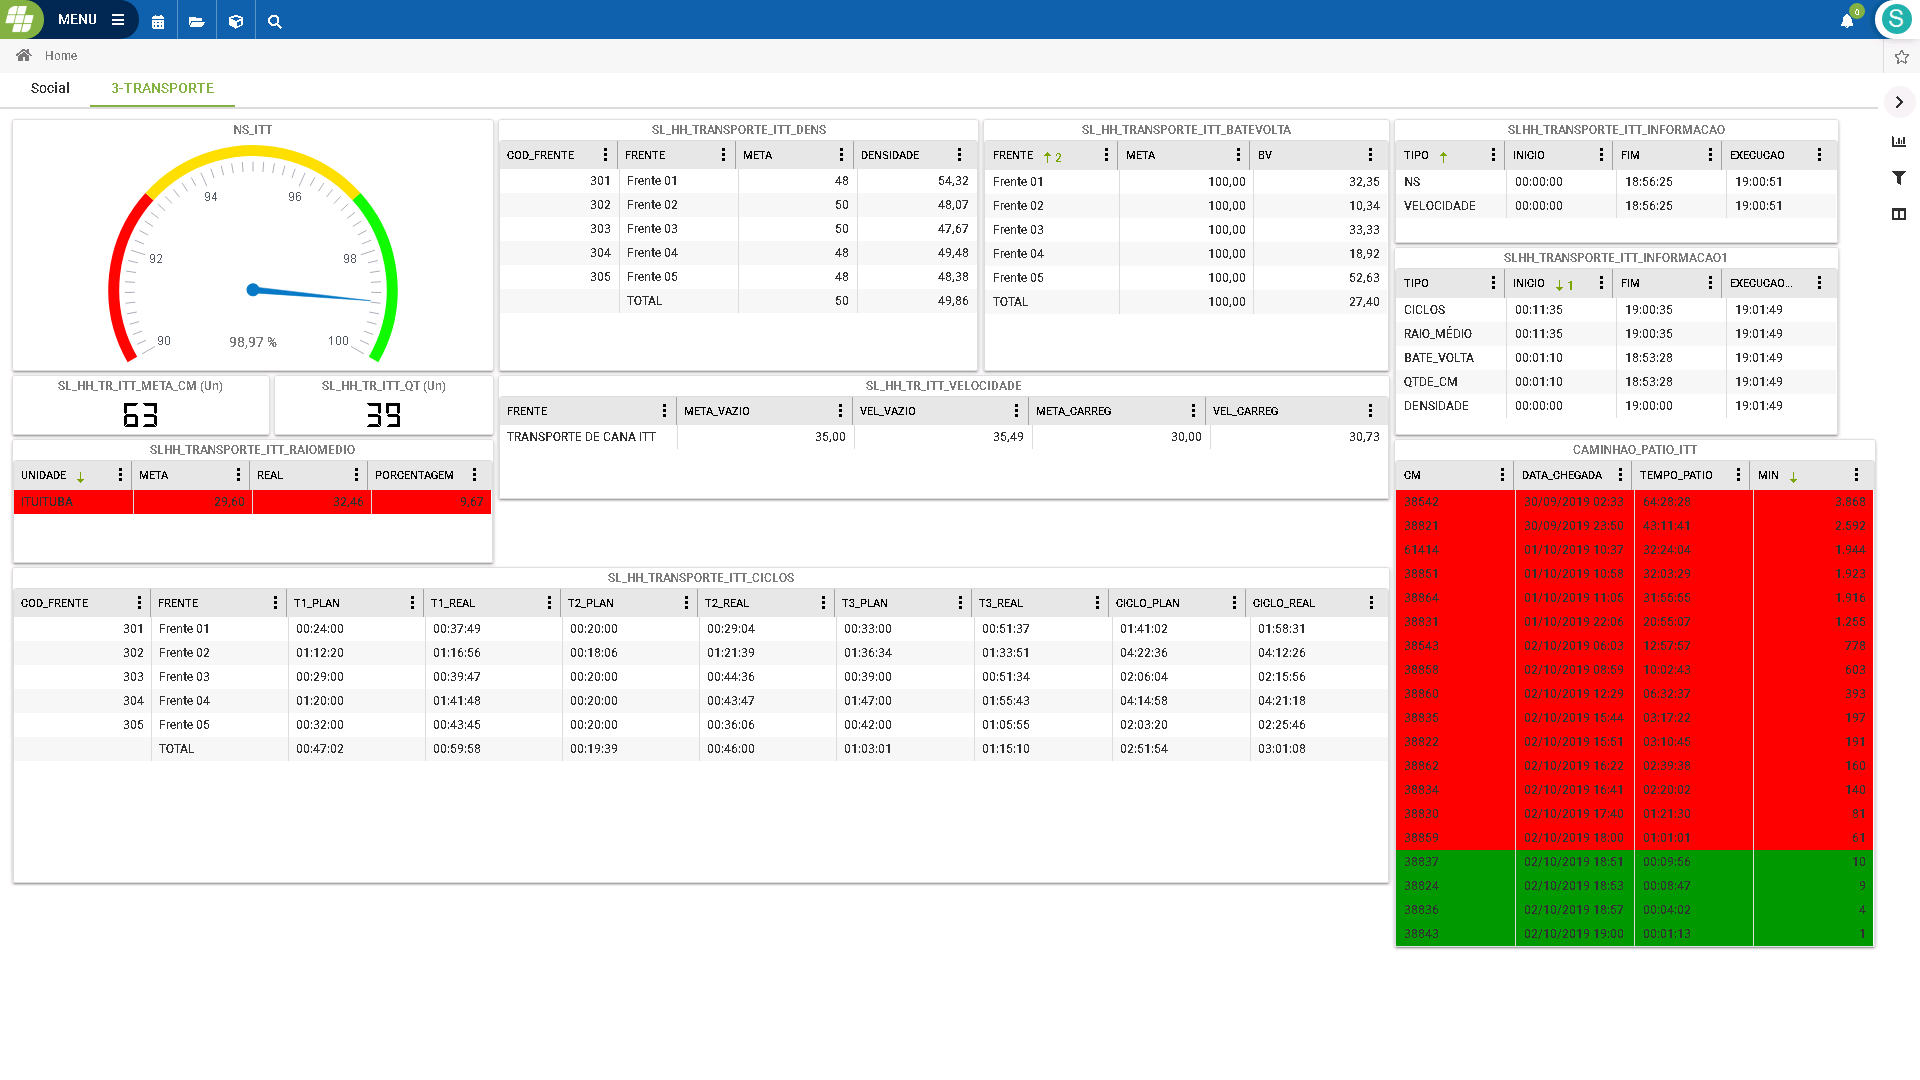 MENU
0
S
Home
Social
3-TRANSPORTE
NS_ITT
90
92
94
96
98
100
98,97 %
SL_HH_TRANSPORTE_ITT_DENS
COD_FRENTE FRENTE META DENSIDADE
301 Frente 01 48 54,32
302 Frente 02 50 48,07
303 Frente 03 50 47,67
304 Frente 04 48 49,48
305 Frente 05 48 48,38
TOTAL 50 49,86
SL_HH_TRANSPORTE_ITT_BATEVOLTA
FRENTE 2 META BV
Frente 01 100,00 32,35
Frente 02 100,00 10,34
Frente 03 100,00 33,33
Frente 04 100,00 18,92
Frente 05 100,00 52,63
TOTAL 100,00 27,40
SLHH_TRANSPORTE_ITT_INFORMACAO
TIPO INICIO FIM EXECUCAO
NS 00:00:00 18:56:25 19:00:51
VELOCIDADE 00:00:00 18:56:25 19:00:51
SLHH_TRANSPORTE_ITT_INFORMACAO1
TIPO INICIO 1 FIM EXECUCAO...
CICLOS 00:11:35 19:00:35 19:01:49
RAIO_MÉDIO 00:11:35 19:00:35 19:01:49
BATE_VOLTA 00:01:10 18:53:28 19:01:49
QTDE_CM 00:01:10 18:53:28 19:01:49
DENSIDADE 00:00:00 19:00:00 19:01:49
SL_HH_TR_ITT_META_CM (Un)
63
SL_HH_TR_ITT_QT (Un)
39
SL_HH_TR_ITT_VELOCIDADE
FRENTE META_VAZIO VEL_VAZIO META_CARREG VEL_CARREG
TRANSPORTE DE CANA ITT 35,00 35,49 30,00 30,73
SLHH_TRANSPORTE_ITT_RAIOMEDIO
UNIDADE META REAL PORCENTAGEM
ITUIUTABA 29,60 32,46 9,67
CAMINHAO_PATIO_ITT
CM DATA_CHEGADA TEMPO_PATIO MIN
38842 30/09/2019 02:33 64:28:28 3.868
38821 30/09/2019 23:50 43:11:41 2.592
61414 01/10/2019 10:37 32:24:04 1.944
38851 01/10/2019 10:58 32:03:29 1.923
38864 01/10/2019 11:05 31:55:55 1.916
38831 01/10/2019 22:06 20:55:07 1.255
38843 02/10/2019 06:03 12:57:57 778
38858 02/10/2019 08:59 10:02:43 603
38860 02/10/2019 12:29 06:32:37 393
38835 02/10/2019 15:44 03:17:22 197
38822 02/10/2019 15:51 03:10:45 191
38862 02/10/2019 16:22 02:39:38 160
38834 02/10/2019 16:41 02:20:02 140
38830 02/10/2019 17:40 01:21:30 81
38859 02/10/2019 18:00 01:01:01 61
38837 02/10/2019 18:51 00:09:56 10
38824 02/10/2019 18:53 00:08:47 9
38836 02/10/2019 18:57 00:04:02 4
38843 02/10/2019 19:00 00:01:13 1
SL_HH_TRANSPORTE_ITT_CICLOS
COD_FRENTE FRENTE T1_PLAN T1_REAL T2_PLAN T2_REAL T3_PLAN T3_REAL CICLO_PLAN CICLO_REAL
301 Frente 01 00:24:00 00:37:49 00:20:00 00:29:04 00:33:00 00:51:37 01:41:02 01:58:31
302 Frente 02 01:12:20 01:16:56 00:18:06 01:21:39 01:36:34 01:33:51 04:22:36 04:12:26
303 Frente 03 00:29:00 00:39:47 00:20:00 00:44:36 00:39:00 00:51:34 02:06:04 02:15:56
304 Frente 04 01:20:00 01:41:48 00:20:00 00:43:47 01:47:00 01:55:43 04:14:58 04:21:18
305 Frente 05 00:32:00 00:43:45 00:20:00 00:36:06 00:42:00 01:05:55 02:03:20 02:25:46
TOTAL 00:47:02 00:59:58 00:19:39 00:46:00 01:03:01 01:15:10 02:51:54 03:01:08